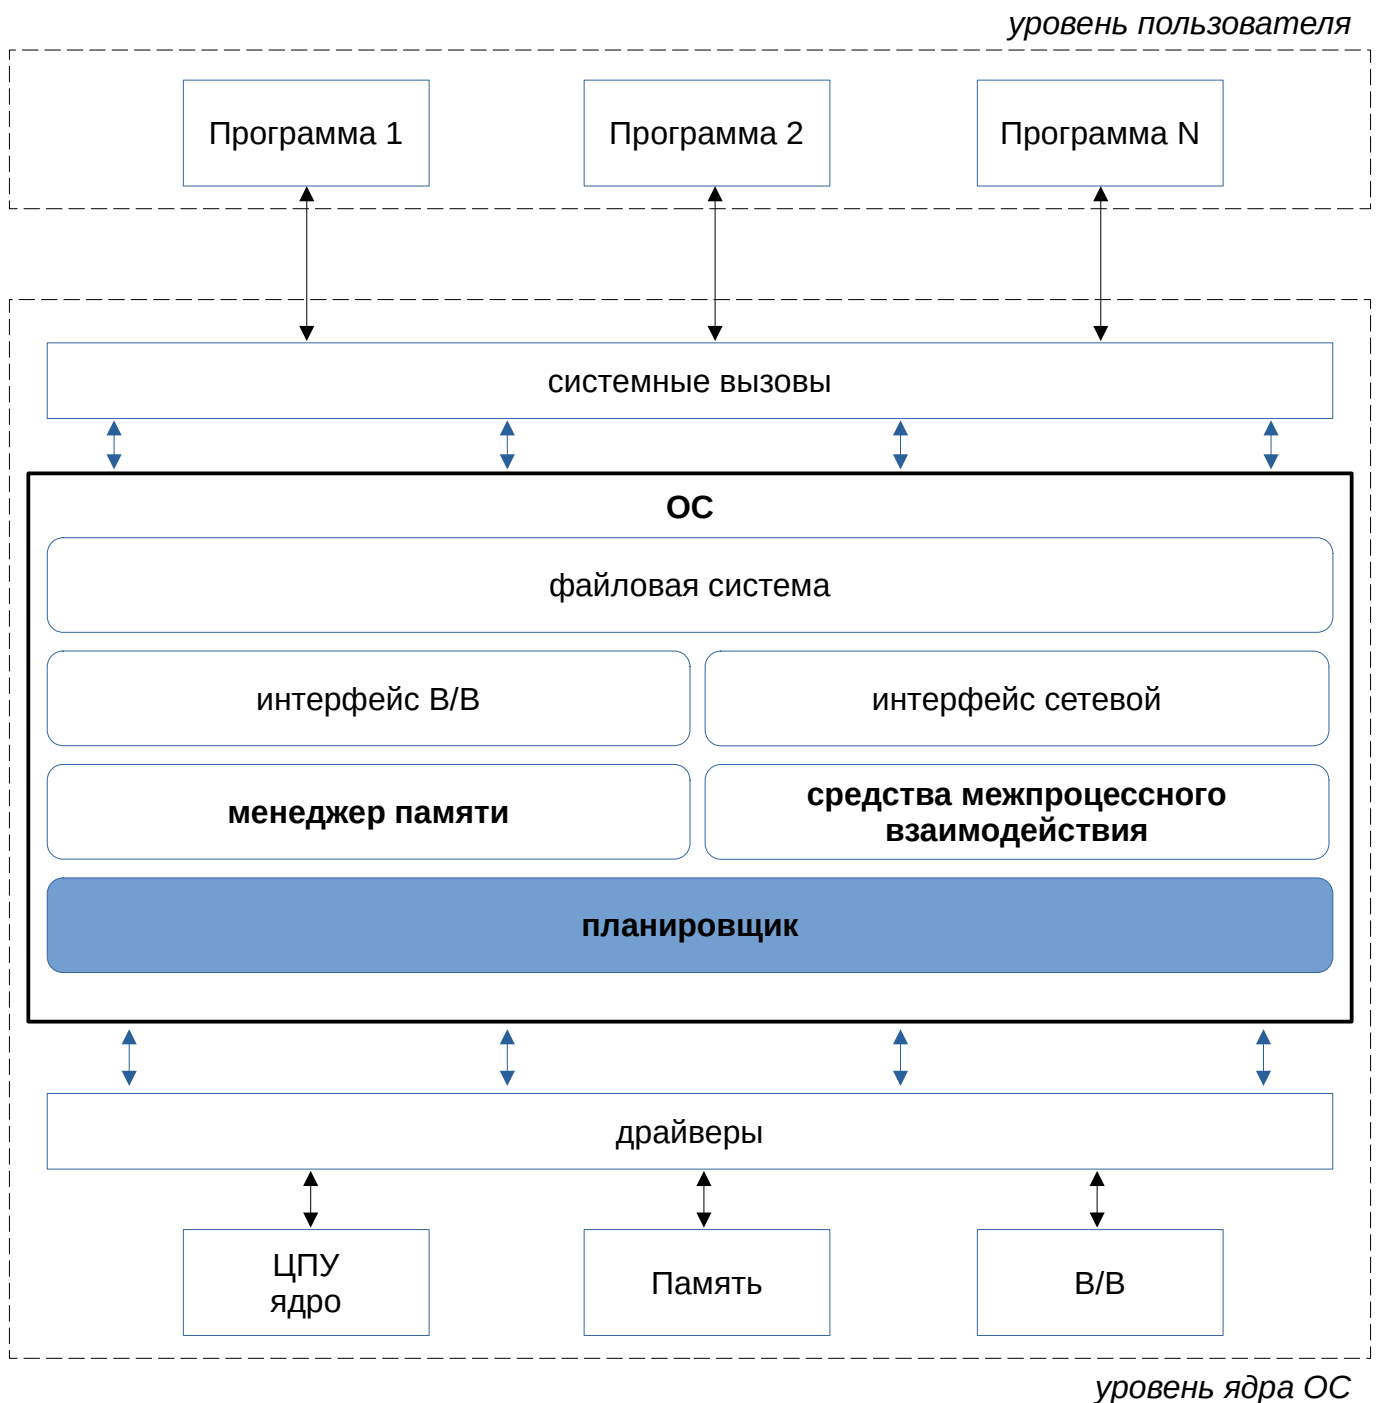 уровень пользователя
Программа 1
Программа 2
Программа N
системные вызовы
ОС
файловая система
интерфейс В/В
интерфейс сетевой
менеджер памяти
средства межпроцессного
взаимодействия
планировщик
драйверы
ЦПУ
ядро
Память
В/В
уровень ядра ОС